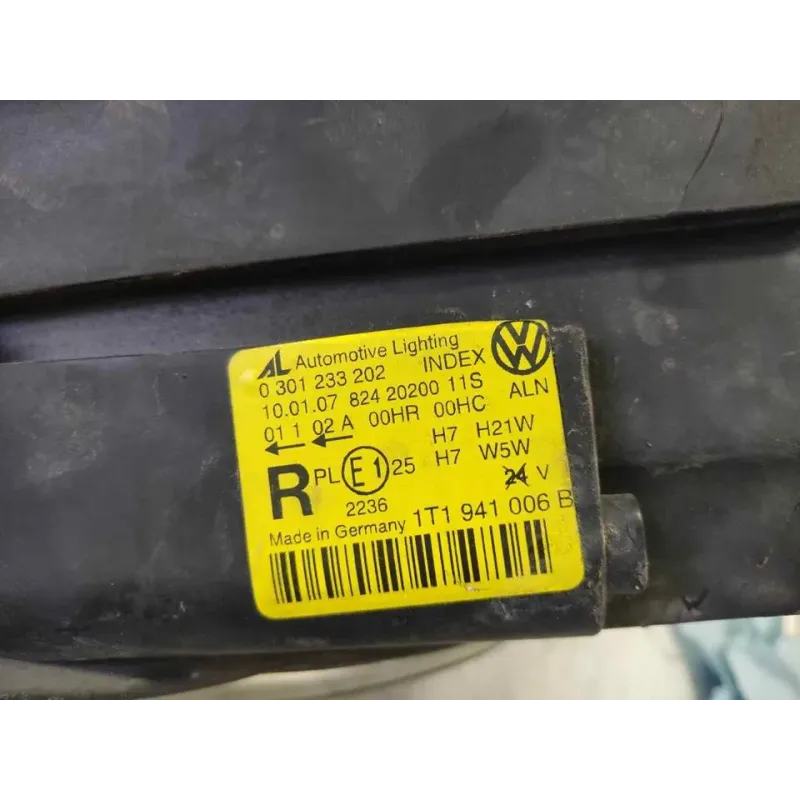 AL Automotive Lighting
0 301 233 202 INDEX
10.01.07 824 20200 11S ALN
01 1 02 A 00HR 00HC
H7 H21W
H7 W5W
24 V
R PL E1 25
2236
Made in Germany 1T1 941 006 B